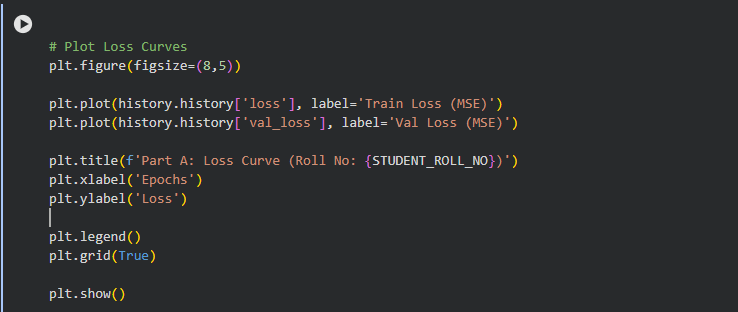 # Plot Loss Curves
plt.figure(figsize=(8,5))
plt.plot(history.history['loss'], label='Train Loss (MSE)')
plt.plot(history.history['val_loss'], label='Val Loss (MSE)')
plt.title(f'Part A: Loss Curve (Roll No: {STUDENT_ROLL_NO})')
plt.xlabel('Epochs')
plt.ylabel('Loss')
plt.legend()
plt.grid(True)
plt.show()